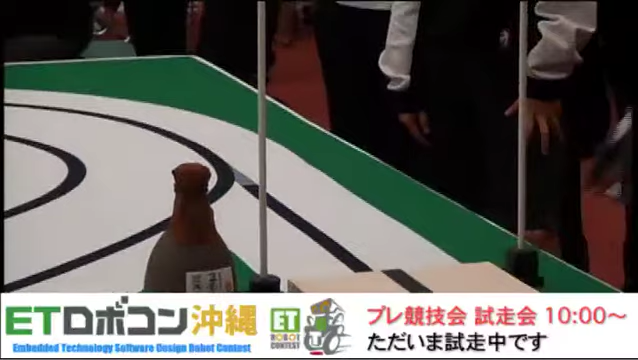 ETロボコン沖縄
Embedded Technology Software Design Robot Contest
ET
ROBOT
CONTEST
プレ競技会 試走会 10:00～
ただいま試走中です